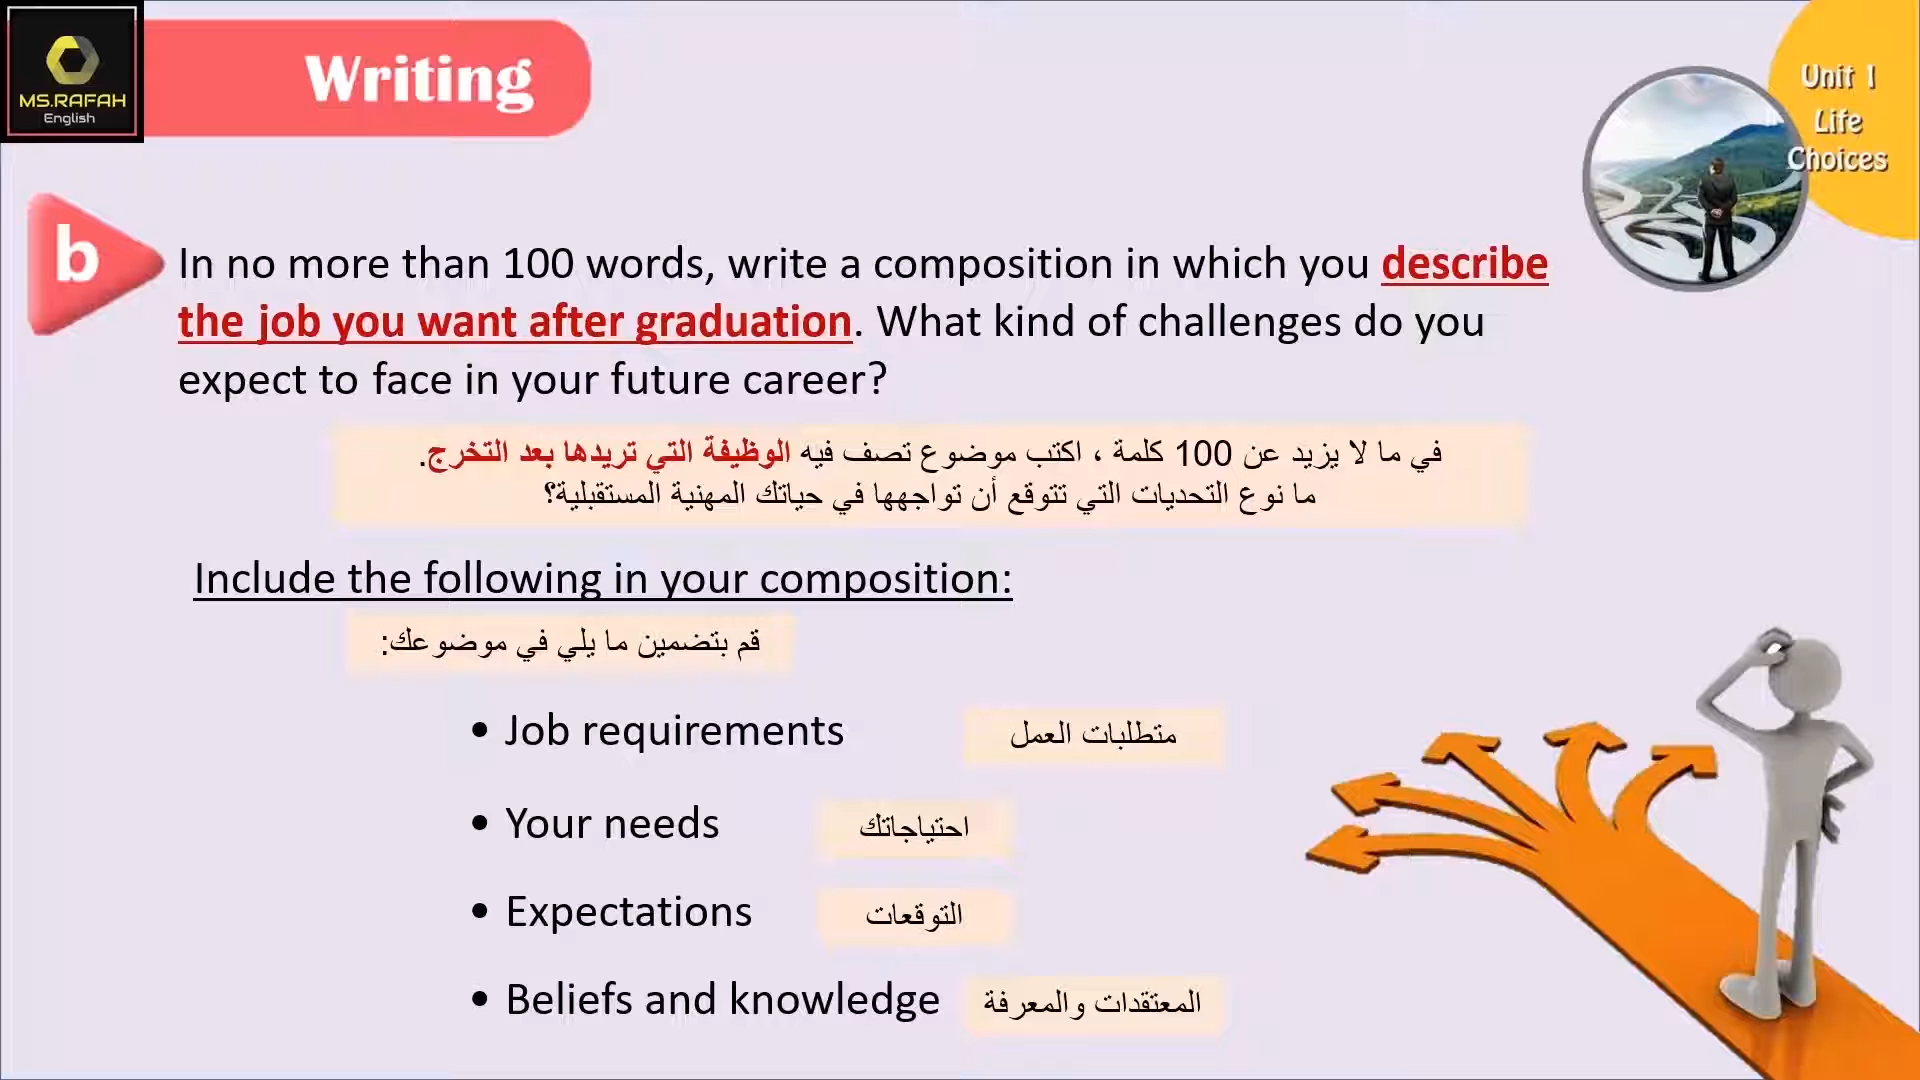 MS.RAFAH
English
Writing
Unit 1
Life
Choices
b
In no more than 100 words, write a composition in which you describe
the job you want after graduation. What kind of challenges do you
expect to face in your future career?
في ما لا يزيد عن 100 كلمة ، اكتب موضوع تصف فيه الوظيفة التي تريدها بعد التخرج.
ما نوع التحديات التي تتوقع أن تواجهها في حياتك المهنية المستقبلية؟
Include the following in your composition:
قم بتضمين ما يلي في موضوعك:
• Job requirements متطلبات العمل
• Your needs احتياجاتك
• Expectations التوقعات
• Beliefs and knowledge المعتقدات والمعرفة